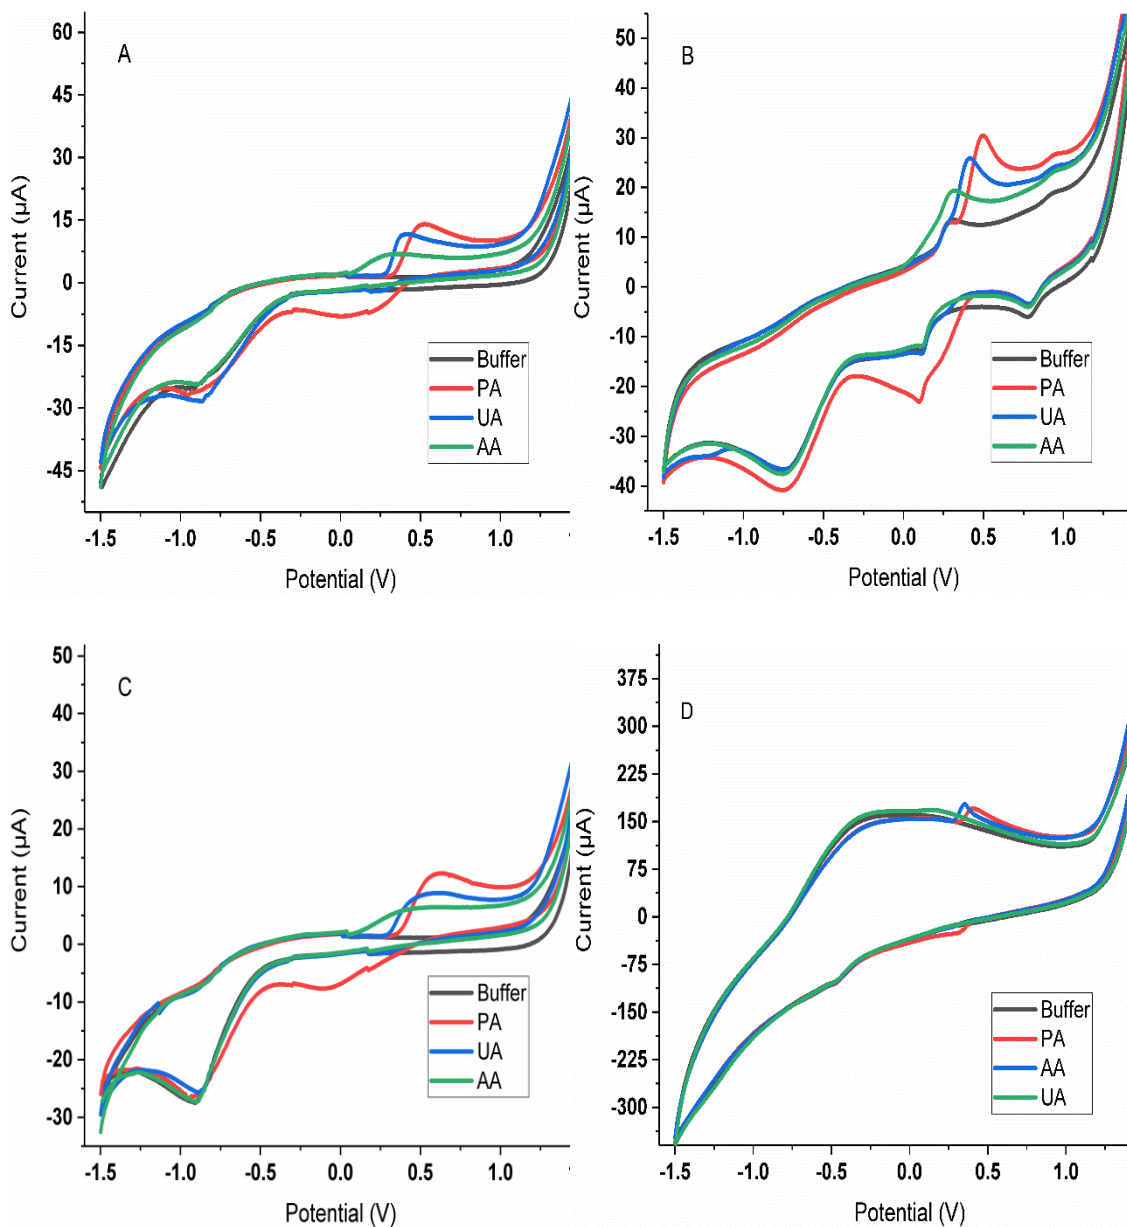 A
Current (µA)
60
45
30
15
0
-15
-30
-45
Buffer
PA
UA
AA
-1.5 -1.0 -0.5 0.0 0.5 1.0
Potential (V)
B
Current (µA)
50
40
30
20
10
0
-10
-20
-30
-40
Buffer
PA
UA
AA
-1.5 -1.0 -0.5 0.0 0.5 1.0
Potential (V)
C
Current (µA)
50
40
30
20
10
0
-10
-20
-30
Buffer
PA
UA
AA
-1.5 -1.0 -0.5 0.0 0.5 1.0
Potential (V)
D
Current (µA)
375
300
225
150
75
0
-75
-150
-225
-300
Buffer
PA
AA
UA
-1.5 -1.0 -0.5 0.0 0.5 1.0
Potential (V)